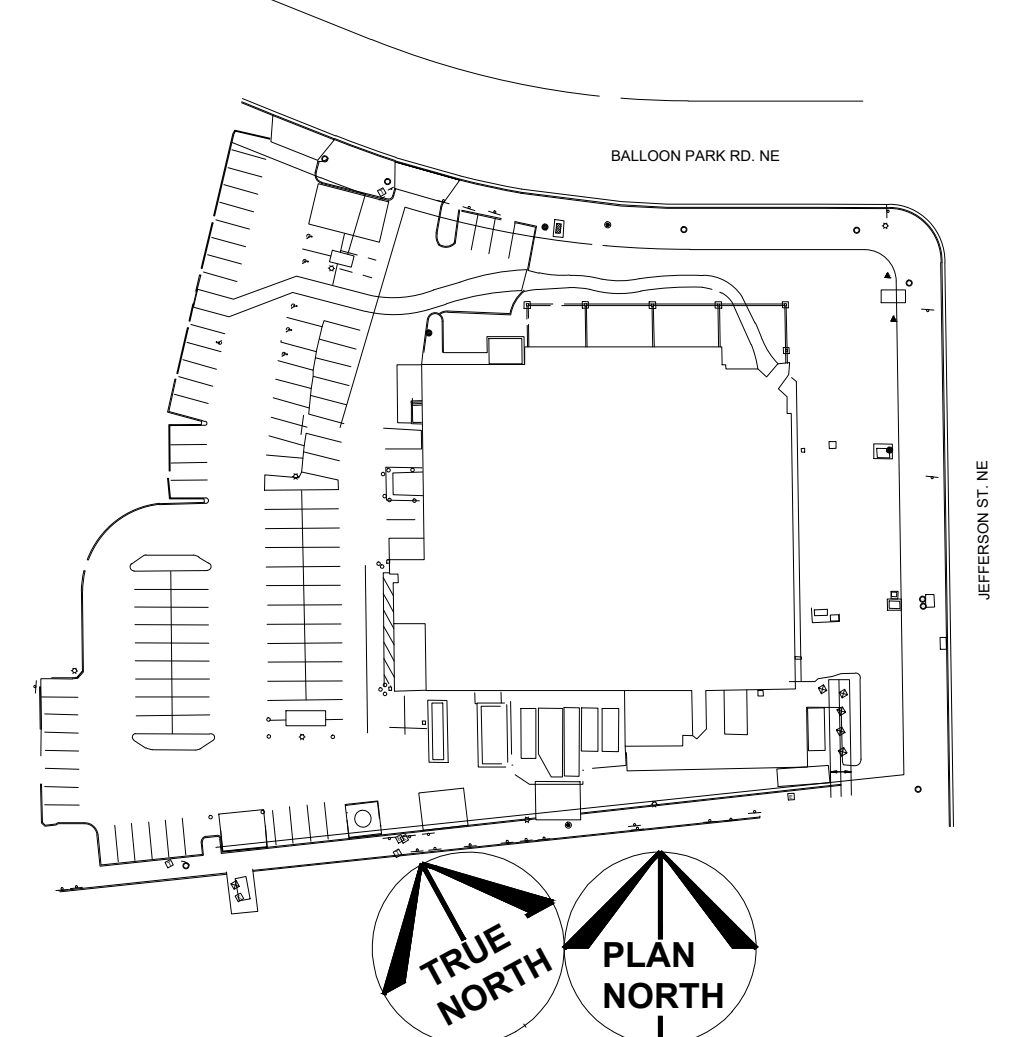 BALLOON PARK RD. NE
JEFFERSON ST. NE
TRUE
NORTH
PLAN
NORTH